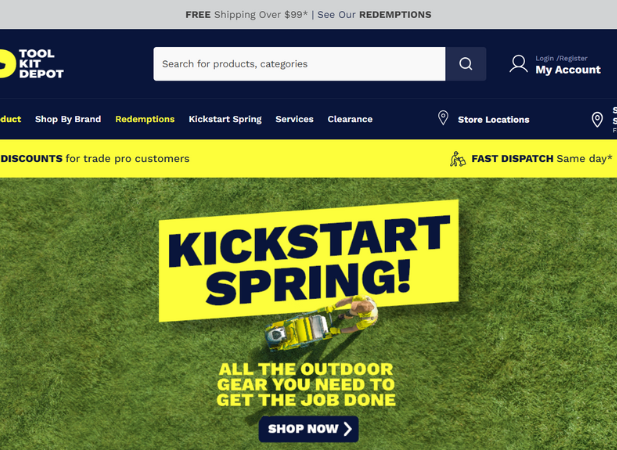 FREE Shipping Over $99* | See Our REDEMPTIONS
TOOL
KIT
DEPOT
Search for products, categories
Login /Register
My Account
Shop By Brand Redemptions Kickstart Spring Services Clearance Store Locations
DISCOUNTS for trade pro customers FAST DISPATCH Same day*
KICKSTART
SPRING!
ALL THE OUTDOOR
GEAR YOU NEED TO
GET THE JOB DONE
SHOP NOW